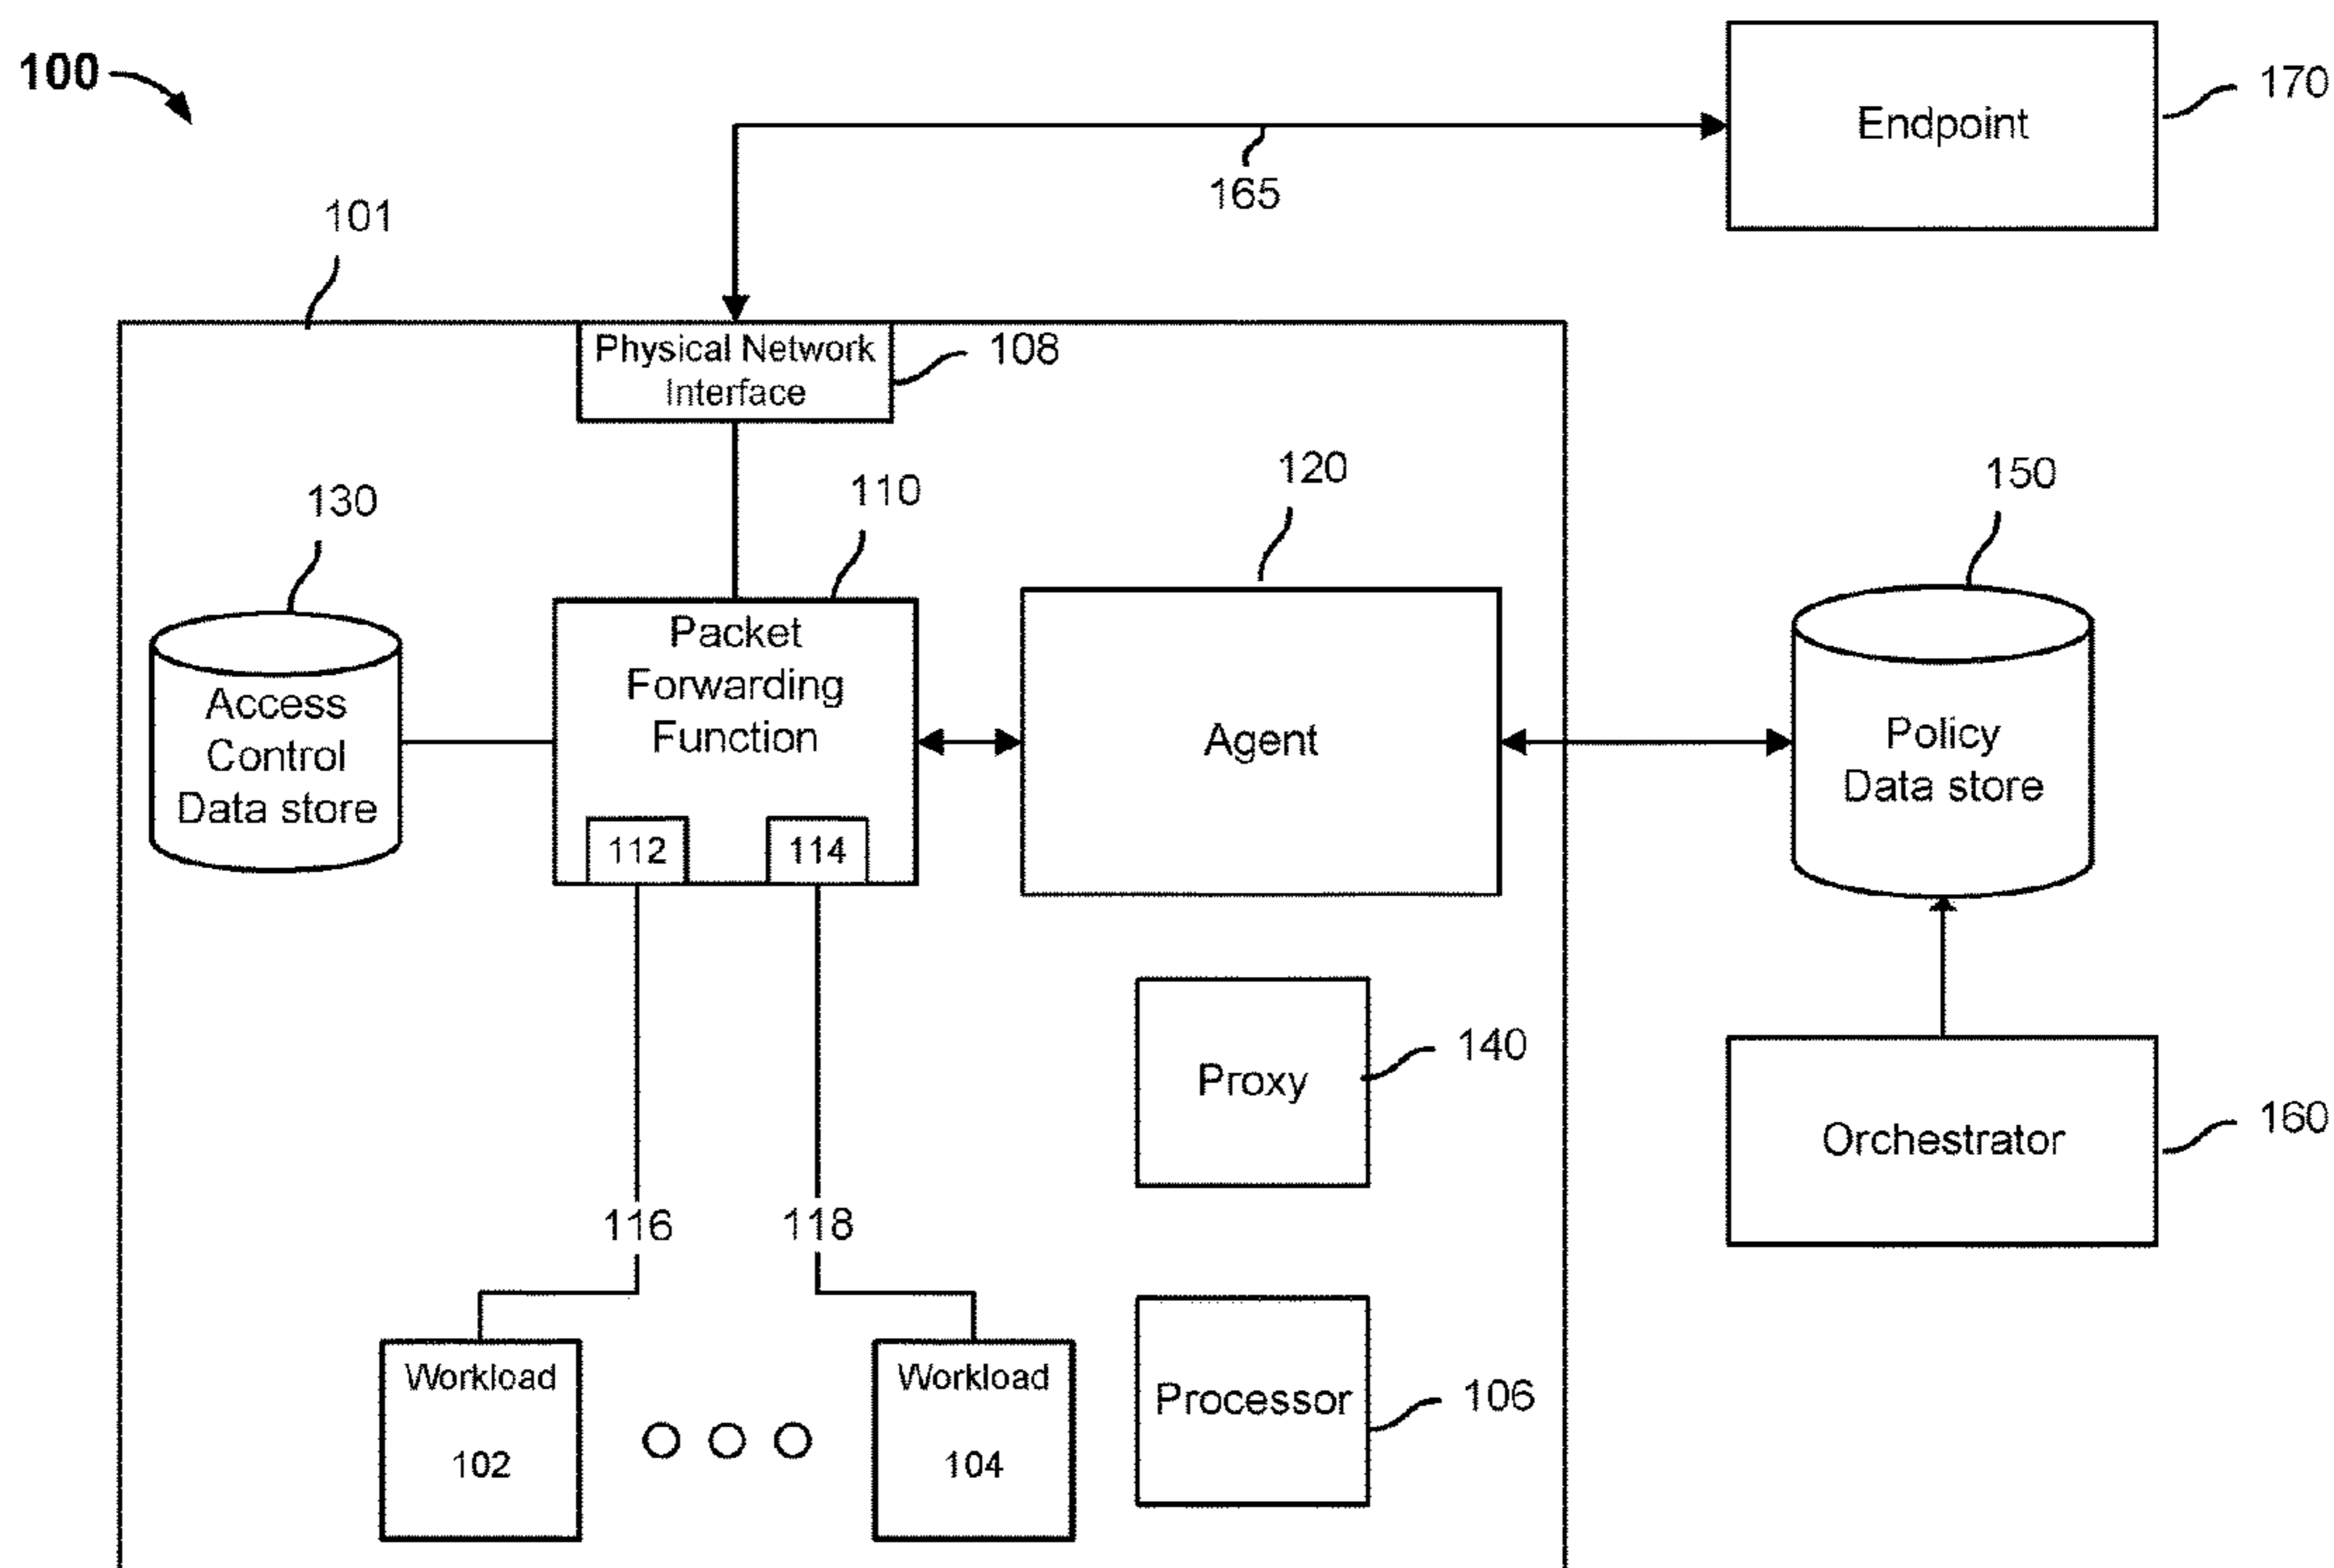 100
Endpoint
170
165
101
Physical Network
Interface
108
130
110
120
150
Access
Control
Data store
Packet
Forwarding
Function
112
114
Agent
Policy
Data store
Proxy
140
Orchestrator
160
116
118
Workload
102
Workload
104
Processor
106